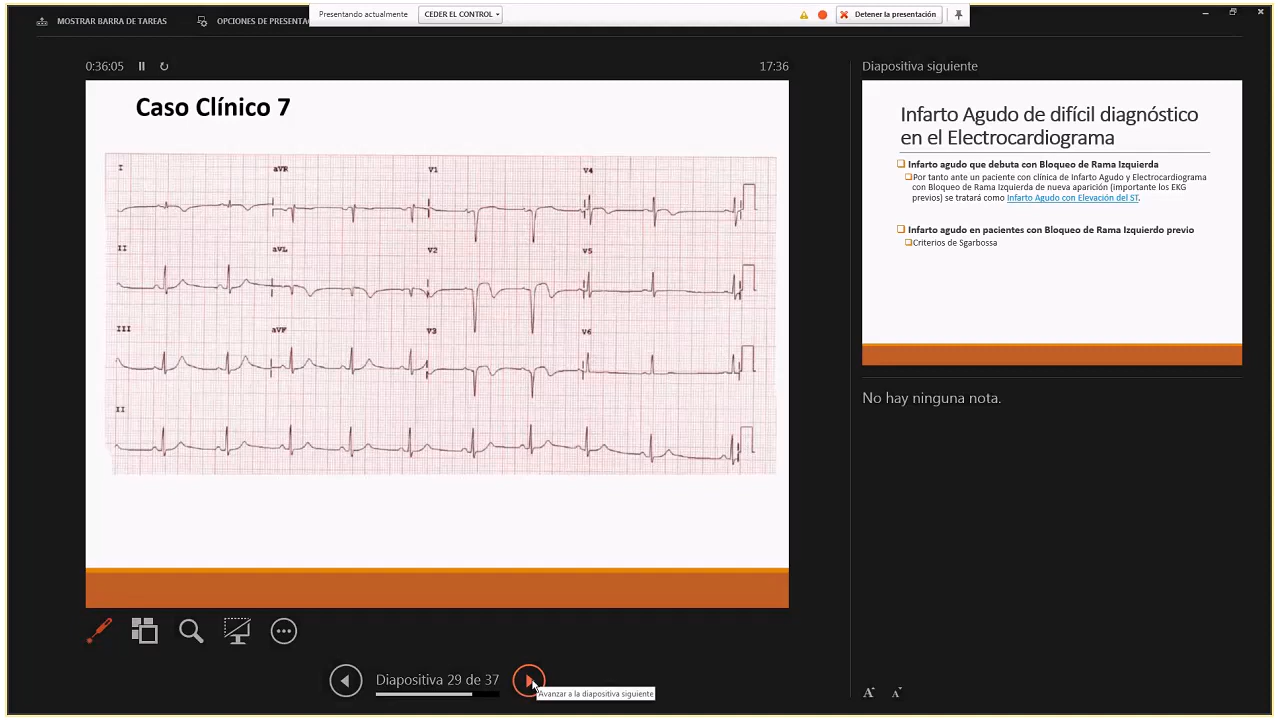 MOSTRAR BARRA DE TAREAS
OPCIONES DE PRESENTA
Presentando actualmente
CEDER EL CONTROL
Detener la presentación
0:36:05
17:36
Caso Clínico 7
I
aVR
V1
V4
II
aVL
V2
V5
III
aVF
V3
V6
II
Diapositiva siguiente
Infarto Agudo de difícil diagnóstico
en el Electrocardiograma
Infarto agudo que debuta con Bloqueo de Rama Izquierda
Por tanto ante un paciente con clínica de Infarto Agudo y Electrocardiograma
con Bloqueo de Rama Izquierda de nueva aparición (importante los EKG
previos) se tratará como Infarto Agudo con Elevación del ST.
Infarto agudo en pacientes con Bloqueo de Rama Izquierdo previo
Criterios de Sgarbossa
No hay ninguna nota.
Diapositiva 29 de 37
Avanzar a la diapositiva siguiente
A
A